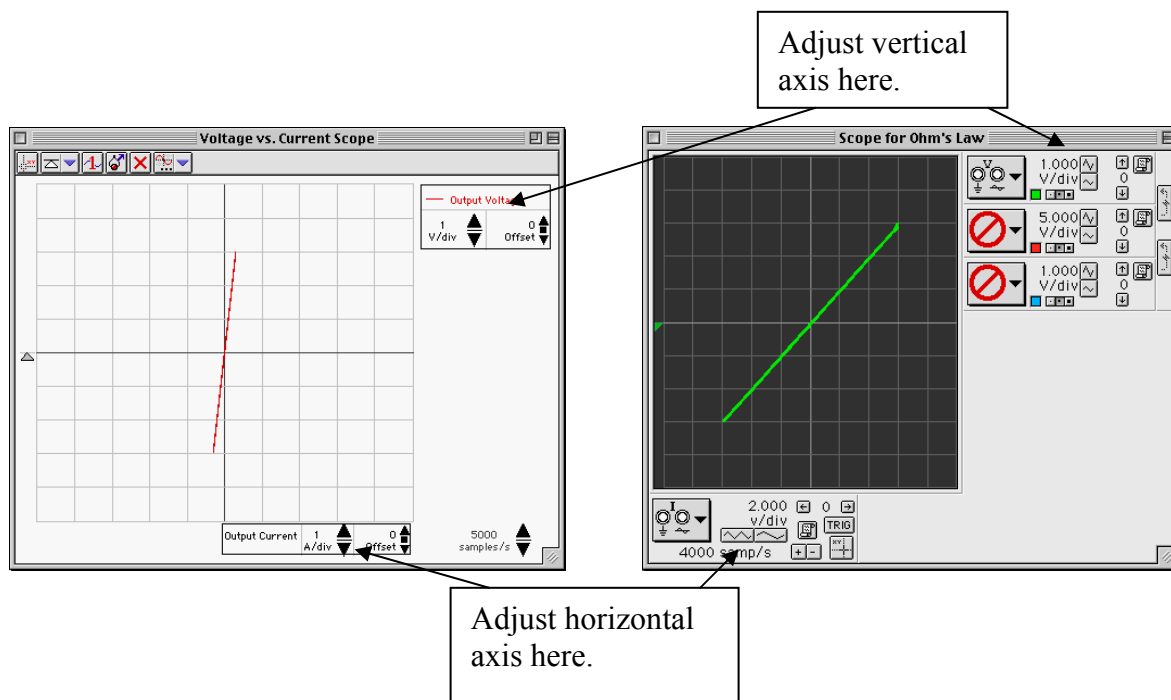 Adjust vertical
axis here.
Voltage vs. Current Scope
Output Voltag
1
V/div
0
Offset
Output Current
1
A/div
0
Offset
5000
samples/s
Scope for Ohm's Law
V
1.000
V/div
0
5.000
V/div
0
1.000
V/div
0
I
2.000
v/div
0
TRIG
XY
4000 samp/s
Adjust horizontal
axis here.